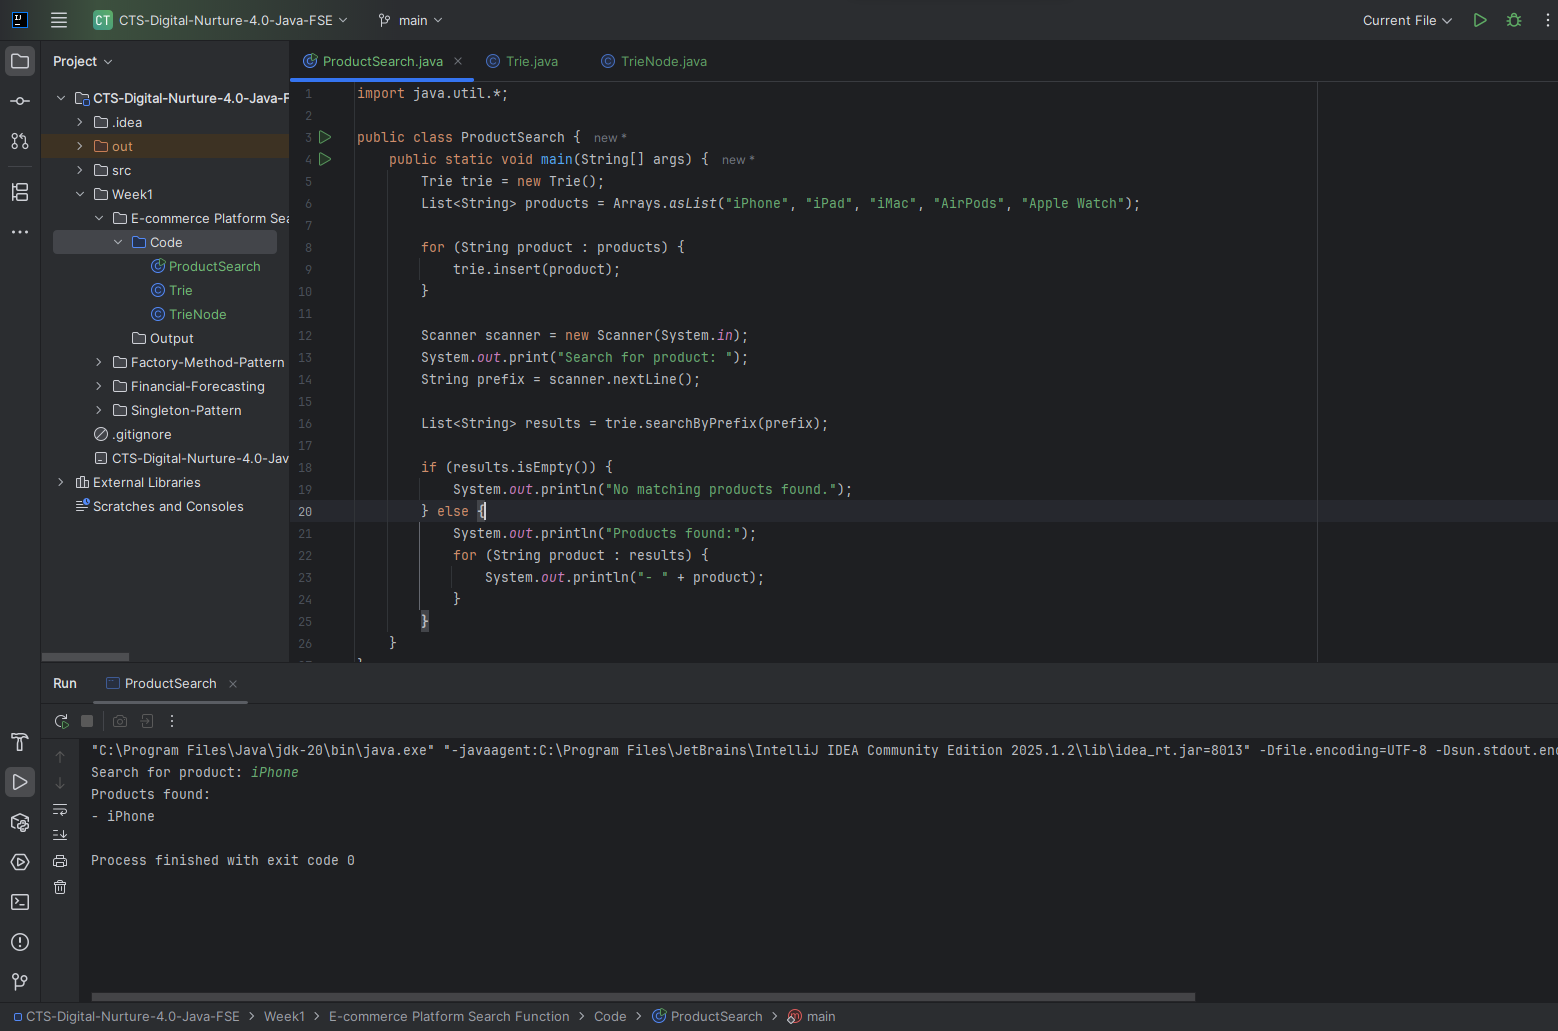 CT CTS-Digital-Nurture-4.0-Java-FSE main Current File
Project
CTS-Digital-Nurture-4.0-Java-F
.idea
out
src
Week1
E-commerce Platform Sea
Code
ProductSearch
Trie
TrieNode
Output
Factory-Method-Pattern
Financial-Forecasting
Singleton-Pattern
.gitignore
CTS-Digital-Nurture-4.0-Jav
External Libraries
Scratches and Consoles
ProductSearch.java Trie.java TrieNode.java
1 import java.util.*;
2
3 public class ProductSearch { new *
4 public static void main(String[] args) { new *
5 Trie trie = new Trie();
6 List<String> products = Arrays.asList("iPhone", "iPad", "iMac", "AirPods", "Apple Watch");
7
8 for (String product : products) {
9 trie.insert(product);
10 }
11
12 Scanner scanner = new Scanner(System.in);
13 System.out.print("Search for product: ");
14 String prefix = scanner.nextLine();
15
16 List<String> results = trie.searchByPrefix(prefix);
17
18 if (results.isEmpty()) {
19 System.out.println("No matching products found.");
20 } else {
21 System.out.println("Products found:");
22 for (String product : results) {
23 System.out.println("- " + product);
24 }
25 }
26 }
Run ProductSearch
"C:\Program Files\Java\jdk-20\bin\java.exe" "-javaagent:C:\Program Files\JetBrains\IntelliJ IDEA Community Edition 2025.1.2\lib\idea_rt.jar=8013" -Dfile.encoding=UTF-8 -Dsun.stdout.enc
Search for product: iPhone
Products found:
- iPhone
Process finished with exit code 0
CTS-Digital-Nurture-4.0-Java-FSE > Week1 > E-commerce Platform Search Function > Code > ProductSearch > main